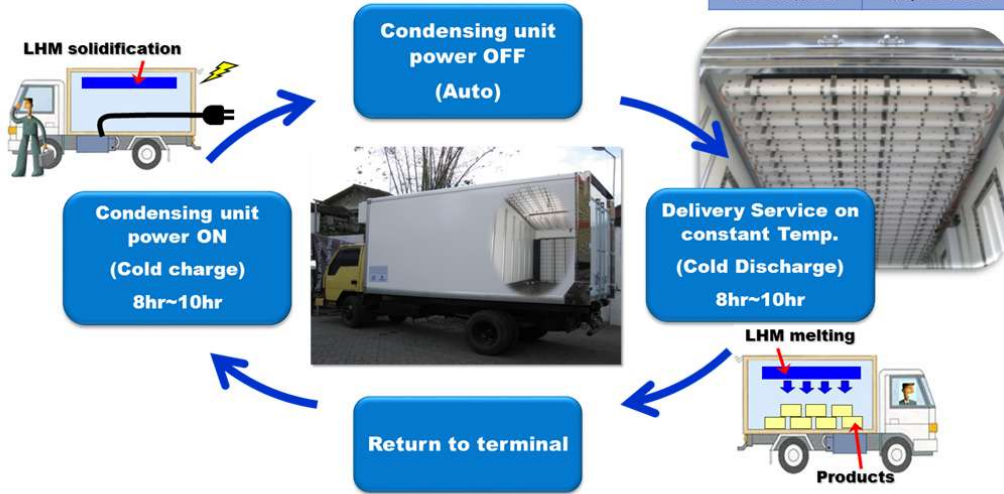 LHM solidification
Condensing unit
power OFF
(Auto)
Condensing unit
power ON
(Cold charge)
8hr~10hr
Delivery Service on
constant Temp.
(Cold Discharge)
8hr~10hr
LHM melting
Return to terminal
Products